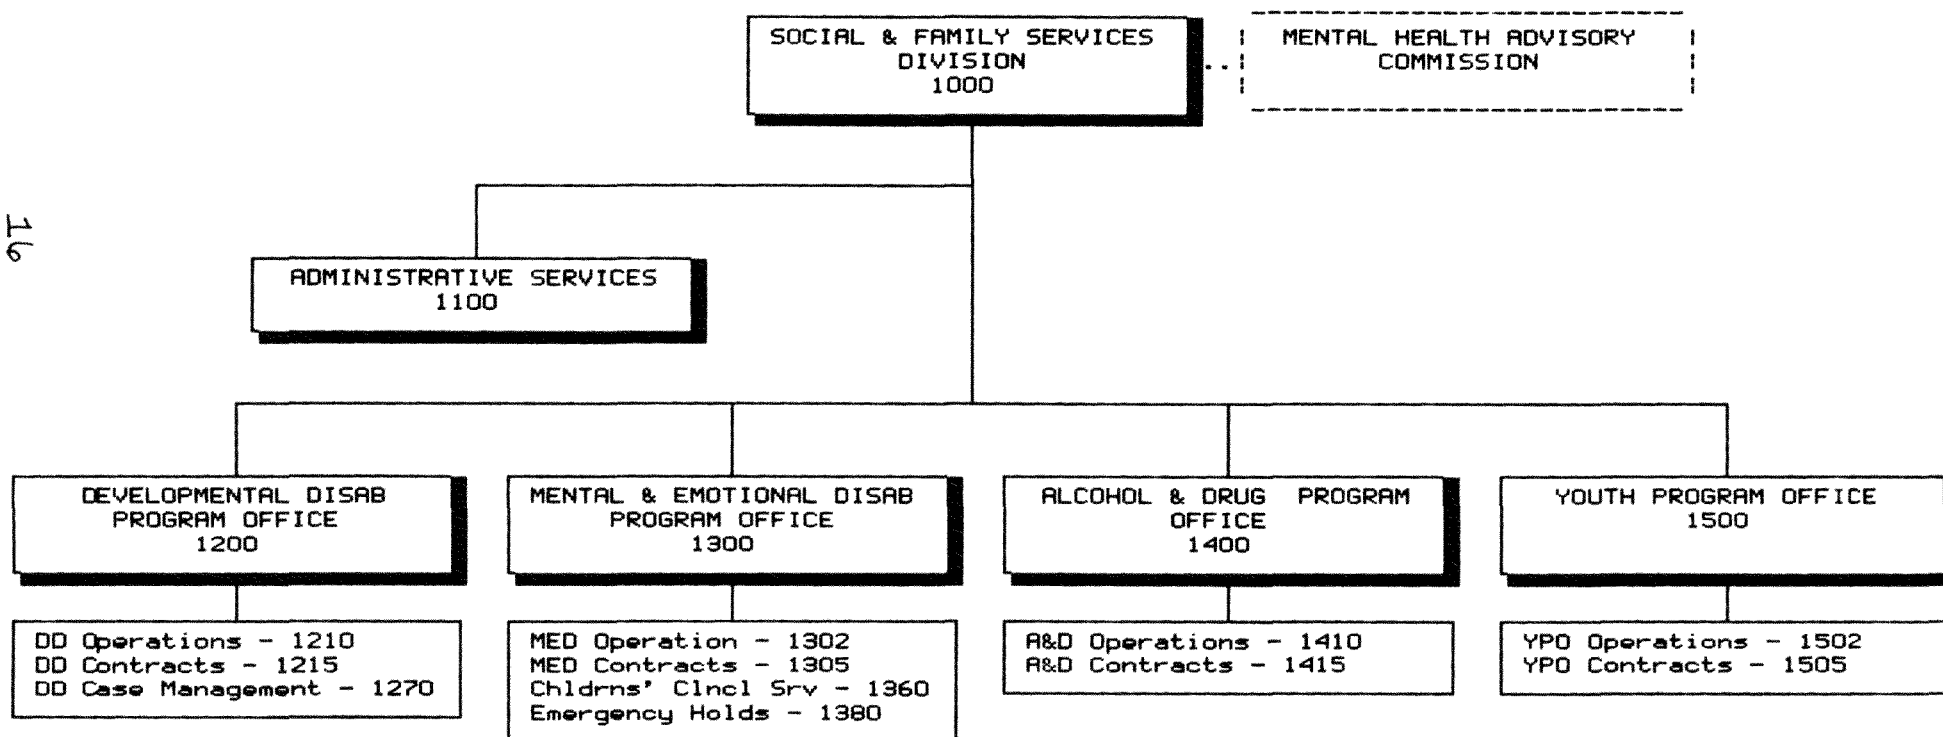 SOCIAL & FAMILY SERVICES
DIVISION
1000
MENTAL HEALTH ADVISORY
COMMISSION
16
ADMINISTRATIVE SERVICES
1100
DEVELOPMENTAL DISAB
PROGRAM OFFICE
1200
MENTAL & EMOTIONAL DISAB
PROGRAM OFFICE
1300
ALCOHOL & DRUG PROGRAM
OFFICE
1400
YOUTH PROGRAM OFFICE
1500
DD Operations - 1210
DD Contracts - 1215
DD Case Management - 1270
MED Operation - 1302
MED Contracts - 1305
Chldrns' Clncl Srv - 1360
Emergency Holds - 1380
A&D Operations - 1410
A&D Contracts - 1415
YPO Operations - 1502
YPO Contracts - 1505